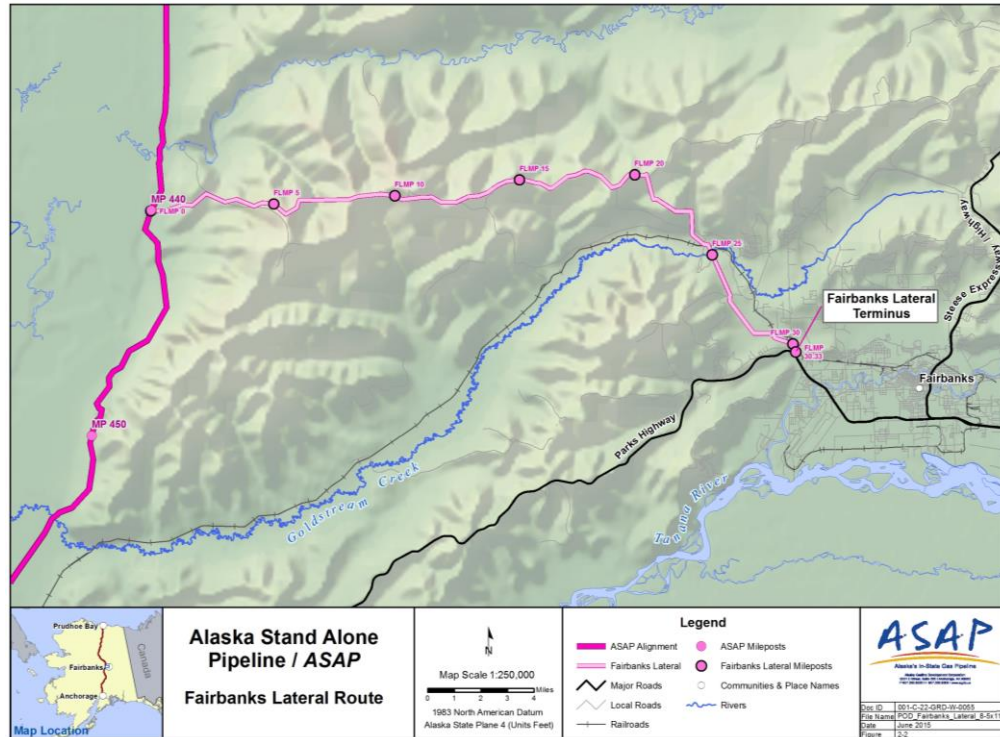 MP 440
FLMP 0
FLMP 5
FLMP 10
FLMP 15
FLMP 20
FLMP 25
FLMP 30
FLMP
30.33
Fairbanks Lateral
Terminus
Steese Expressway / Highway
Fairbanks
Parks Highway
MP 450
Goldstream Creek
Tanana River
Prudhoe Bay
Fairbanks
Canada
Anchorage
Map Location
Alaska Stand Alone
Pipeline / ASAP
Fairbanks Lateral Route
N
Map Scale 1:250,000
0 1 2 3 4
Miles
1983 North American Datum
Alaska State Plane 4 (Units Feet)
Legend
ASAP Alignment
Fairbanks Lateral
Major Roads
Local Roads
Railroads
ASAP Mileposts
Fairbanks Lateral Mileposts
Communities & Place Names
Rivers
ASAP
Alaska's In-State Gas Pipeline
Alaska Gasline Development Corporation
Doc ID 001-C-22-GRD-W-0055
File Name POD_Fairbanks_Lateral_8-5x11
Date June 2015
Figure 2-2